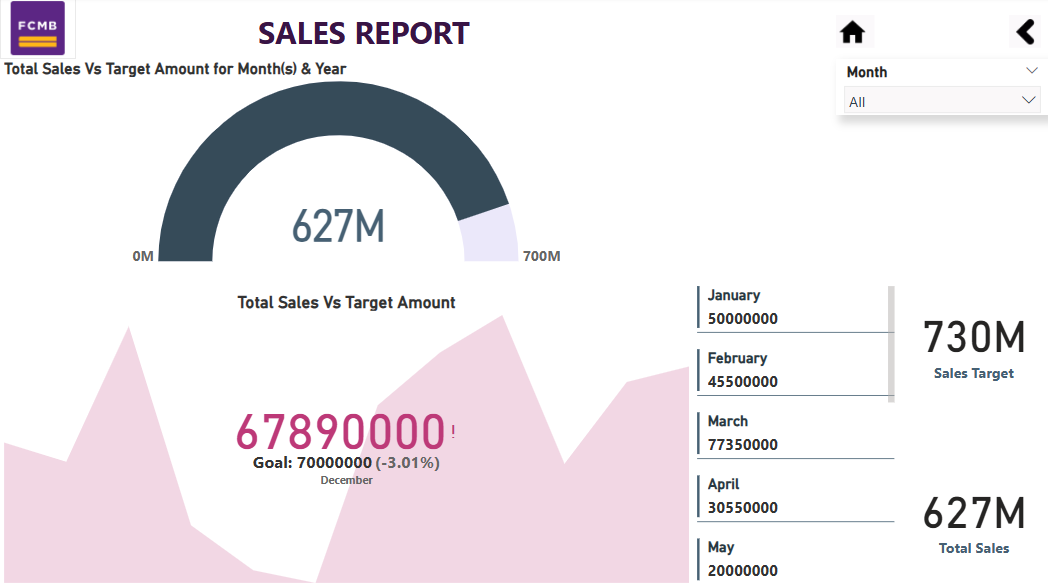 FCMB
SALES REPORT
Total Sales Vs Target Amount for Month(s) & Year
Month
All
627M
0M
700M
Total Sales Vs Target Amount
67890000 !
Goal: 70000000 (-3.01%)
December
January
50000000
February
45500000
March
77350000
April
30550000
May
20000000
730M
Sales Target
627M
Total Sales